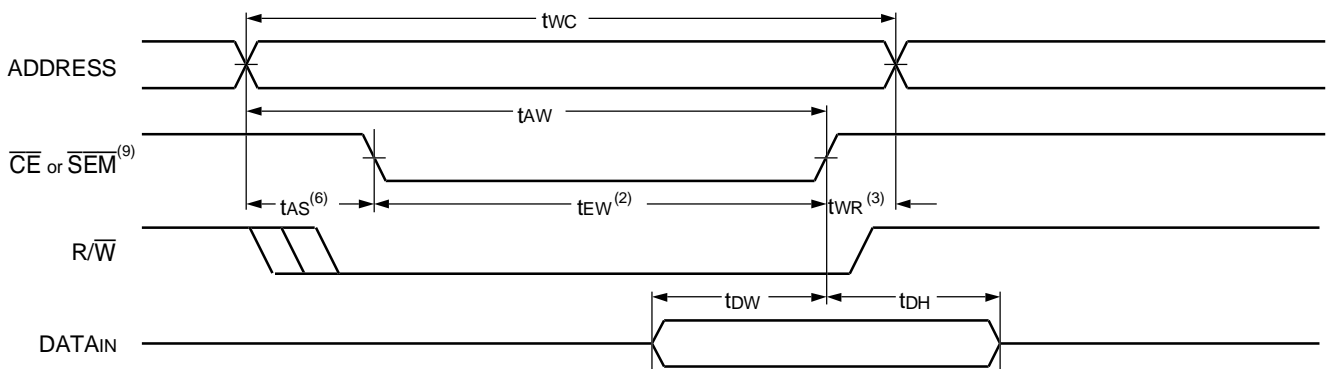 tWC
ADDRESS
tAW
CE or SEM(9)
tAS(6)
tEW(2)
tWR(3)
R/W
tDW
tDH
DATAIN